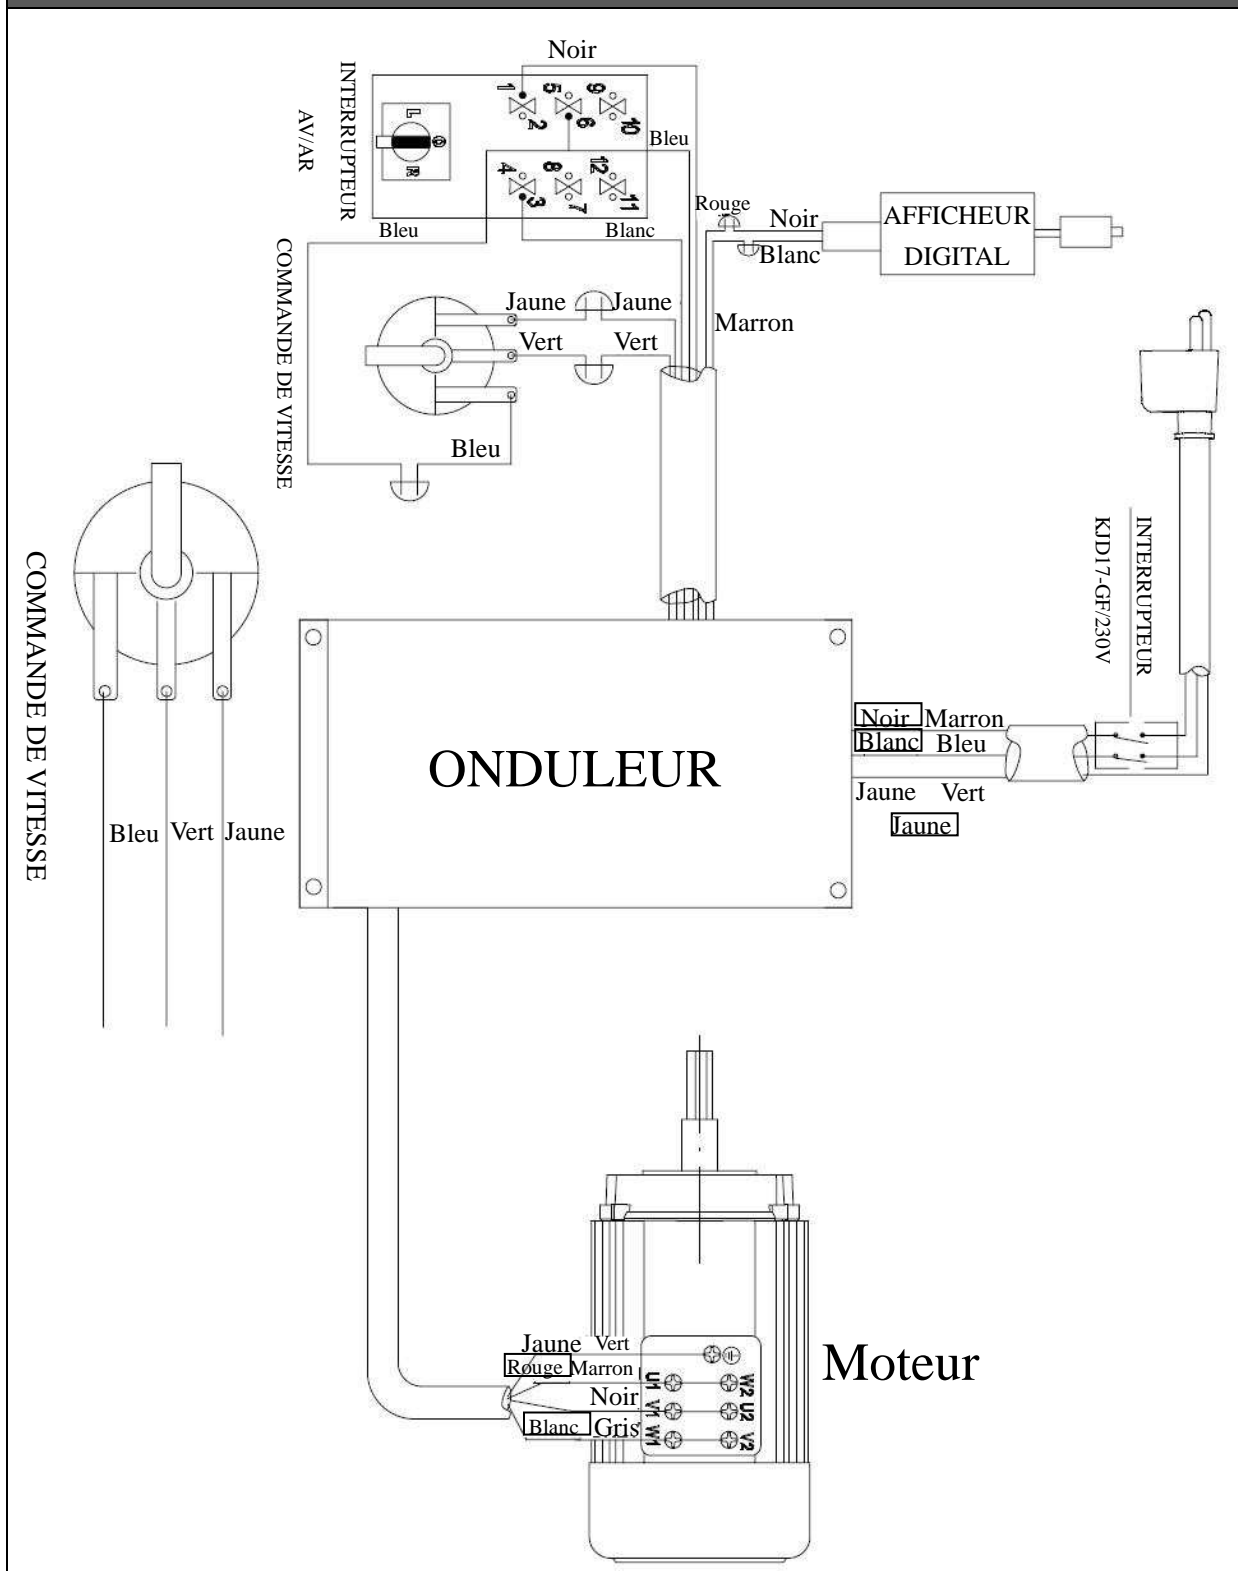 Noir
INTERRUPTEUR
AV/AR
L
0
R
1
5
9
2
6
10
Bleu
4
8
12
3
7
11
Bleu
Blanc
Rouge
Noir
Blanc
AFFICHEUR
DIGITAL
COMMANDE DE VITESSE
Jaune
Jaune
Vert
Vert
Marron
Bleu
COMMANDE DE VITESSE
Bleu
Vert
Jaune
INTERRUPTEUR
KJD17-GF/230V
ONDULEUR
Noir Marron
Blanc Bleu
Jaune Vert
Jaune
Moteur
Jaune Vert
Rouge Marron
Noir
Blanc Gris
U1
W2
V1
U2
W1
V2